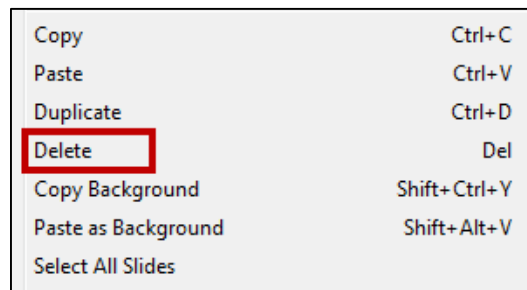 Copy Ctrl+C
Paste Ctrl+V
Duplicate Ctrl+D
Delete Del
Copy Background Shift+Ctrl+Y
Paste as Background Shift+Alt+V
Select All Slides